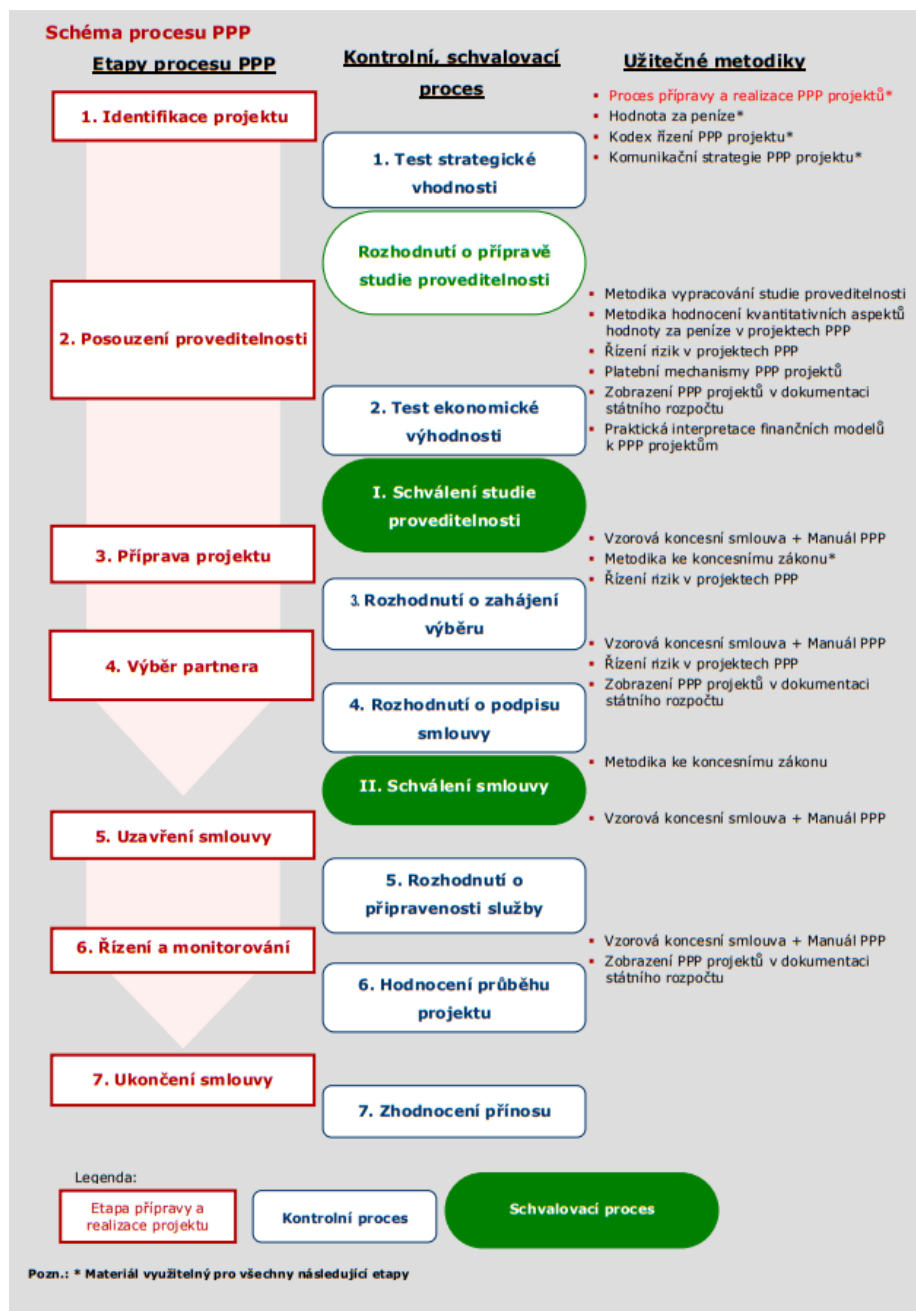 Schéma procesu PPP
Etapy procesu PPP
Kontrolní, schvalovací
proces
Užitečné metodiky
1. Identifikace projektu
▪ Proces přípravy a realizace PPP projektů*
▪ Hodnota za peníze*
▪ Kodex řízení PPP projektu*
▪ Komunikační strategie PPP projektu*
1. Test strategické
vhodnosti
Rozhodnutí o přípravě
studie proveditelnosti
2. Posouzení proveditelnosti
▪ Metodika vypracování studie proveditelnosti
▪ Metodika hodnocení kvantitativních aspektů
hodnoty za peníze v projektech PPP
▪ Řízení rizik v projektech PPP
▪ Platební mechanismy PPP projektů
▪ Zobrazení PPP projektů v dokumentaci
státního rozpočtu
▪ Praktická interpretace finančních modelů
k PPP projektům
2. Test ekonomické
výhodnosti
I. Schválení studie
proveditelnosti
3. Příprava projektu
▪ Vzorová koncesní smlouva + Manuál PPP
▪ Metodika ke koncesnímu zákonu*
▪ Řízení rizik v projektech PPP
3. Rozhodnutí o zahájení
výběru
4. Výběr partnera
▪ Vzorová koncesní smlouva + Manuál PPP
▪ Řízení rizik v projektech PPP
▪ Zobrazení PPP projektů v dokumentaci
státního rozpočtu
4. Rozhodnutí o podpisu
smlouvy
II. Schválení smlouvy
▪ Metodika ke koncesnímu zákonu
5. Uzavření smlouvy
▪ Vzorová koncesní smlouva + Manuál PPP
5. Rozhodnutí o
připravenosti služby
6. Řízení a monitorování
▪ Vzorová koncesní smlouva + Manuál PPP
▪ Zobrazení PPP projektů v dokumentaci
státního rozpočtu
6. Hodnocení průběhu
projektu
7. Ukončení smlouvy
7. Zhodnocení přínosu
Legenda:
Etapa přípravy a
realizace projektu
Kontrolní proces
Schvalovací proces
Pozn.: * Materiál využitelný pro všechny následující etapy